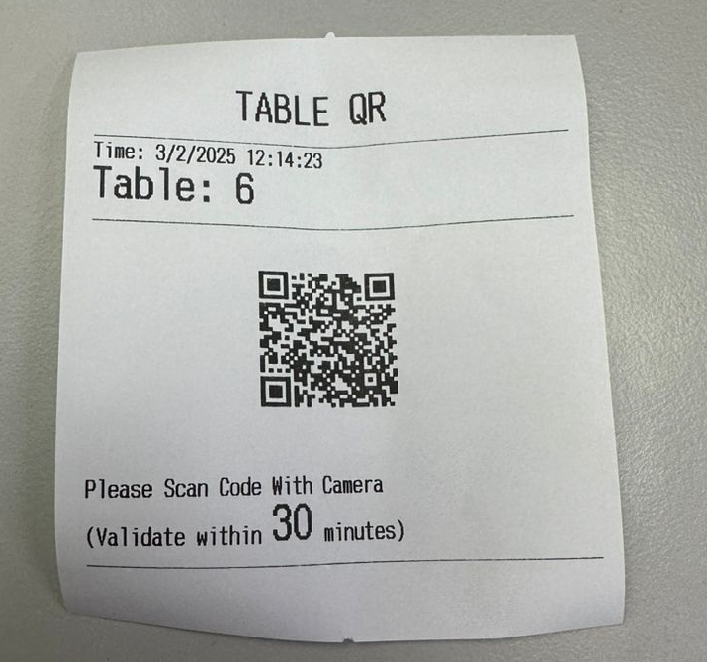 TABLE QR
Time: 3/2/2025 12:14:23
Table: 6
Please Scan Code With Camera
(Validate within 30 minutes)